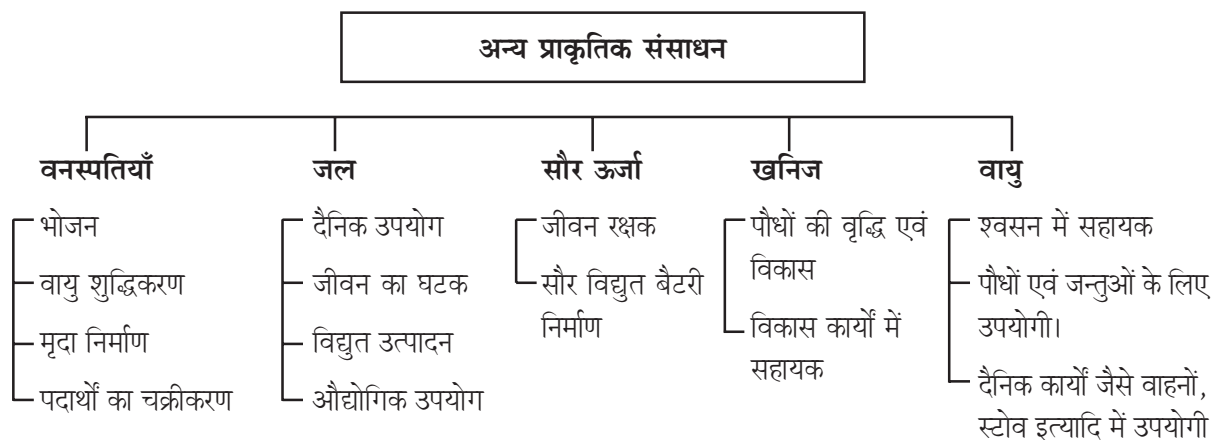 अन्य प्राकृतिक संसाधन
वनस्पतियाँ
भोजन
वायु शुद्धिकरण
मृदा निर्माण
पदार्थों का चक्रीकरण
जल
दैनिक उपयोग
जीवन का घटक
विद्युत उत्पादन
औद्योगिक उपयोग
सौर ऊर्जा
जीवन रक्षक
सौर विद्युत बैटरी
निर्माण
खनिज
पौधों की वृद्धि एवं
विकास
विकास कार्यों में
सहायक
वायु
श्वसन में सहायक
पौधों एवं जन्तुओं के लिए
उपयोगी।
दैनिक कार्यों जैसे वाहनों,
स्टोव इत्यादि में उपयोगी